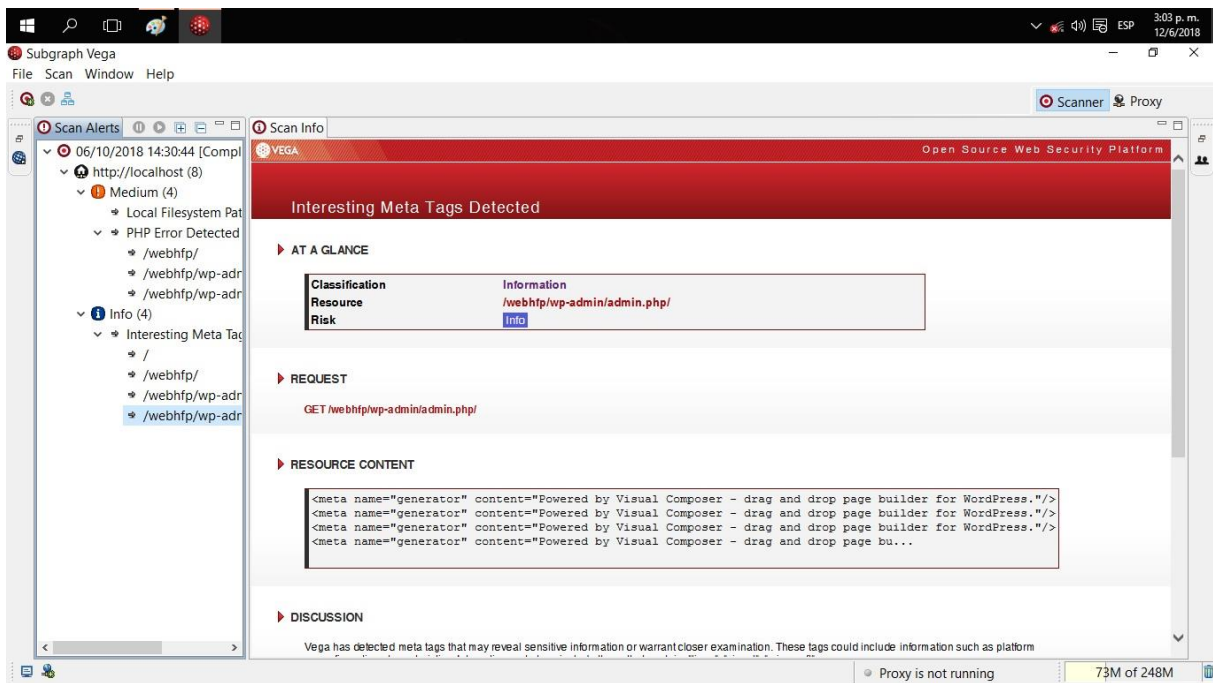 ESP
3:03 p. m.
12/6/2018
Subgraph Vega
File Scan Window Help
Scanner Proxy
Scan Alerts
Scan Info
06/10/2018 14:30:44 [Compl
http://localhost (8)
Medium (4)
Local Filesystem Pat
PHP Error Detected
/webhfp/
/webhfp/wp-adr
/webhfp/wp-adr
Info (4)
Interesting Meta Tag
/
/webhfp/
/webhfp/wp-adr
/webhfp/wp-adr
VEGA
Open Source Web Security Platform
Interesting Meta Tags Detected
AT A GLANCE
Classification Information
Resource /webhfp/wp-admin/admin.php/
Risk Info
REQUEST
GET /webhfp/wp-admin/admin.php/
RESOURCE CONTENT
<meta name="generator" content="Powered by Visual Composer - drag and drop page builder for WordPress."/>
<meta name="generator" content="Powered by Visual Composer - drag and drop page builder for WordPress."/>
<meta name="generator" content="Powered by Visual Composer - drag and drop page builder for WordPress."/>
<meta name="generator" content="Powered by Visual Composer - drag and drop page bu...
DISCUSSION
Vega has detected meta tags that may reveal sensitive information or warrant closer examination. These tags could include information such as platform
Proxy is not running
73M of 248M